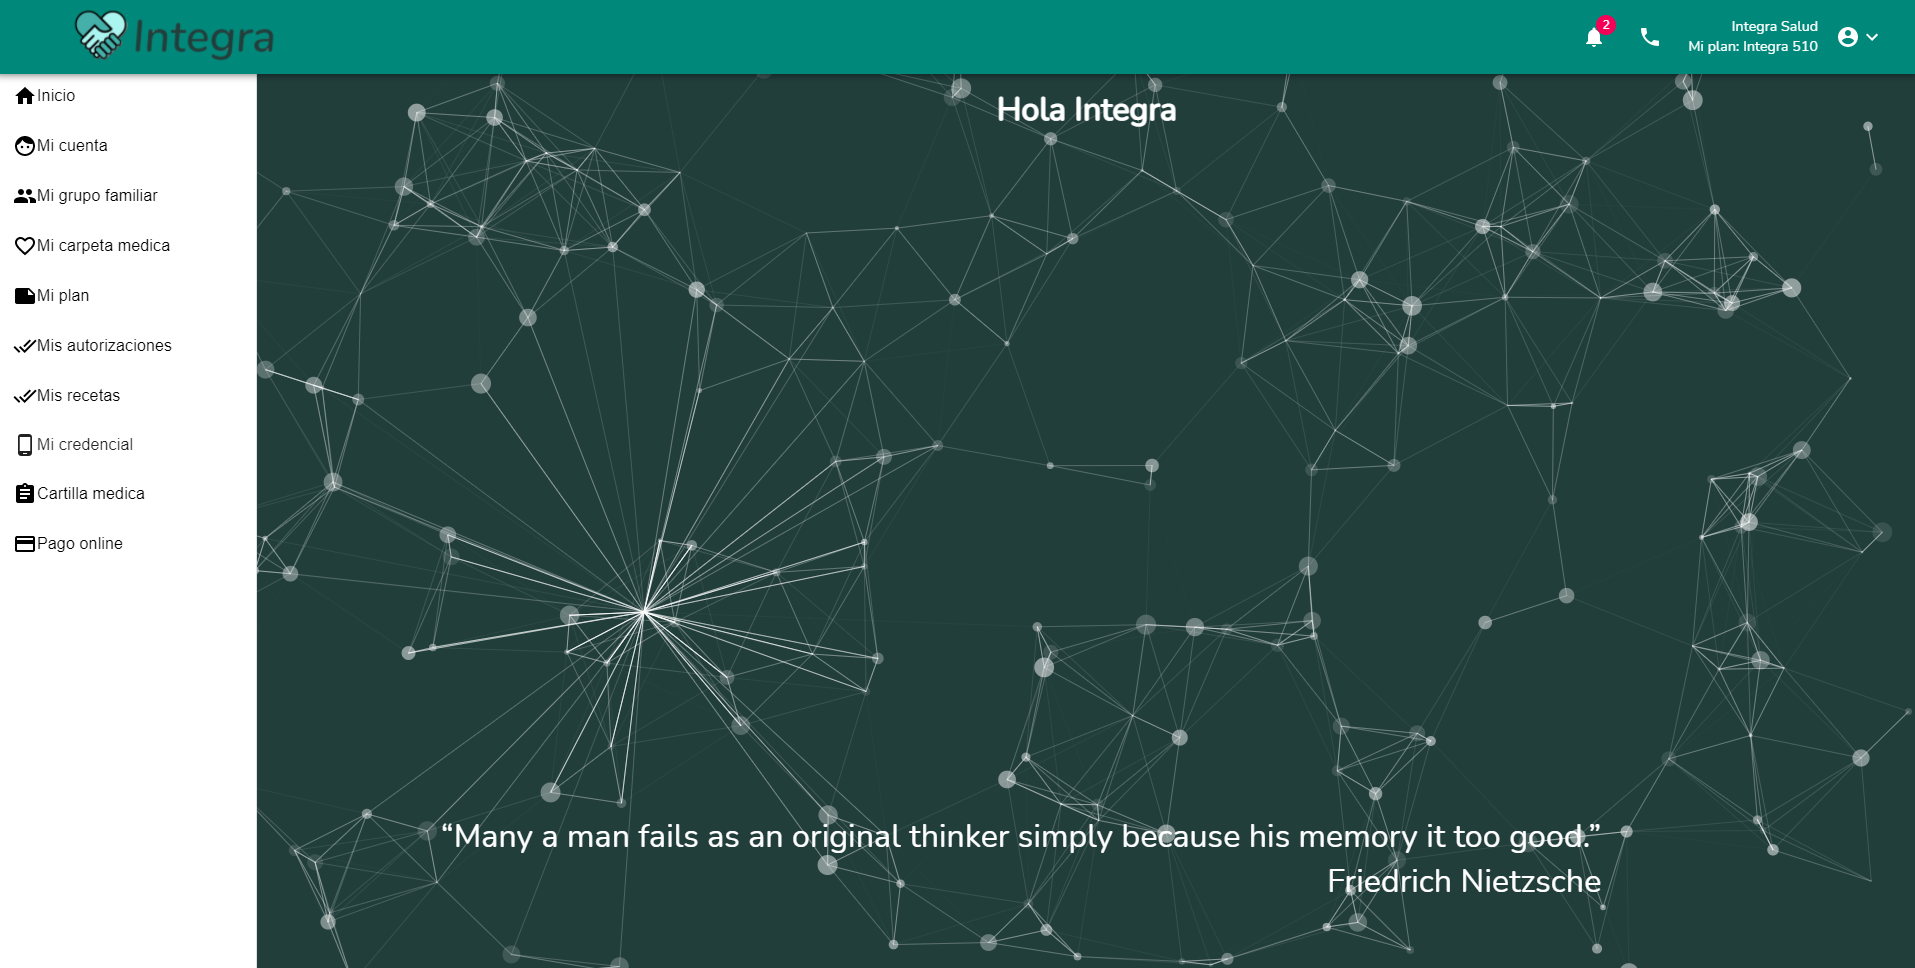 Integra
2
Integra Salud
Mi plan: Integra 510
Inicio
Mi cuenta
Mi grupo familiar
Mi carpeta medica
Mi plan
Mis autorizaciones
Mis recetas
Mi credencial
Cartilla medica
Pago online
Hola Integra
“Many a man fails as an original thinker simply because his memory it too good.”
Friedrich Nietzsche